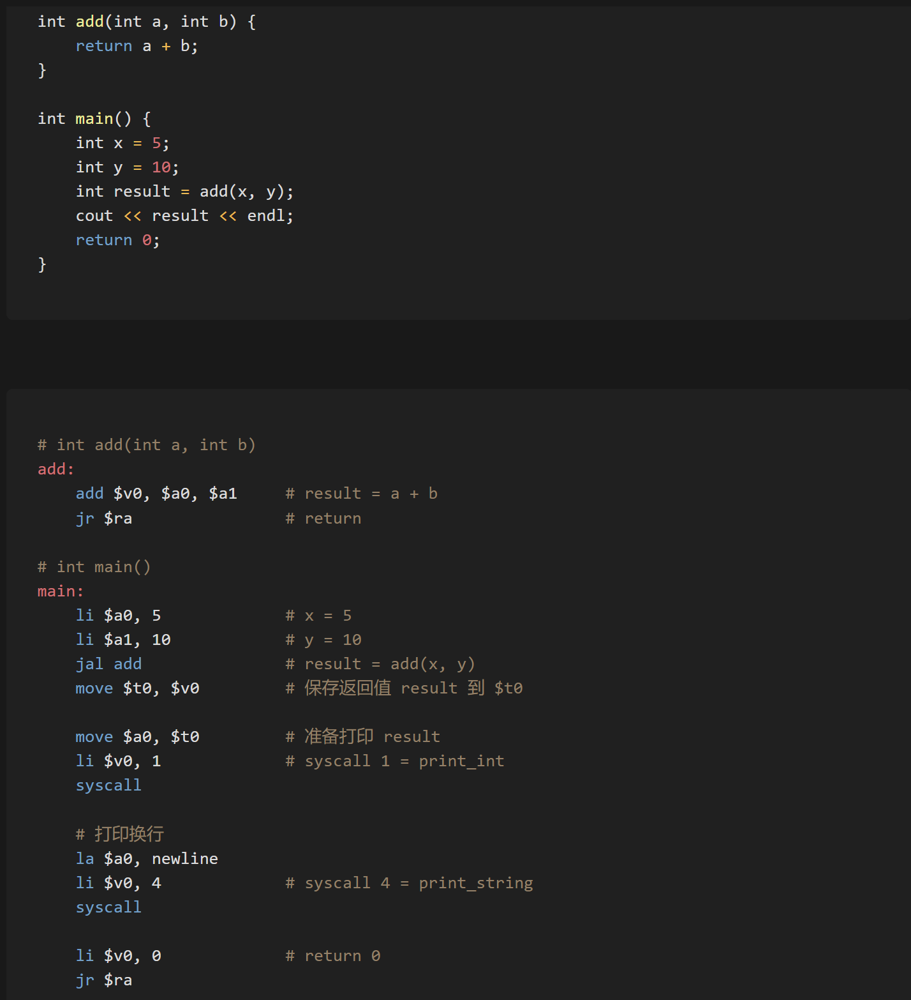 int add(int a, int b) {
    return a + b;
}
int main() {
    int x = 5;
    int y = 10;
    int result = add(x, y);
    cout << result << endl;
    return 0;
}
# int add(int a, int b)
add:
    add $v0, $a0, $a1     # result = a + b
    jr $ra                # return
# int main()
main:
    li $a0, 5             # x = 5
    li $a1, 10            # y = 10
    jal add               # result = add(x, y)
    move $t0, $v0         # 保存返回值 result 到 $t0
    move $a0, $t0         # 准备打印 result
    li $v0, 1             # syscall 1 = print_int
    syscall
    # 打印换行
    la $a0, newline
    li $v0, 4             # syscall 4 = print_string
    syscall
    li $v0, 0             # return 0
    jr $ra